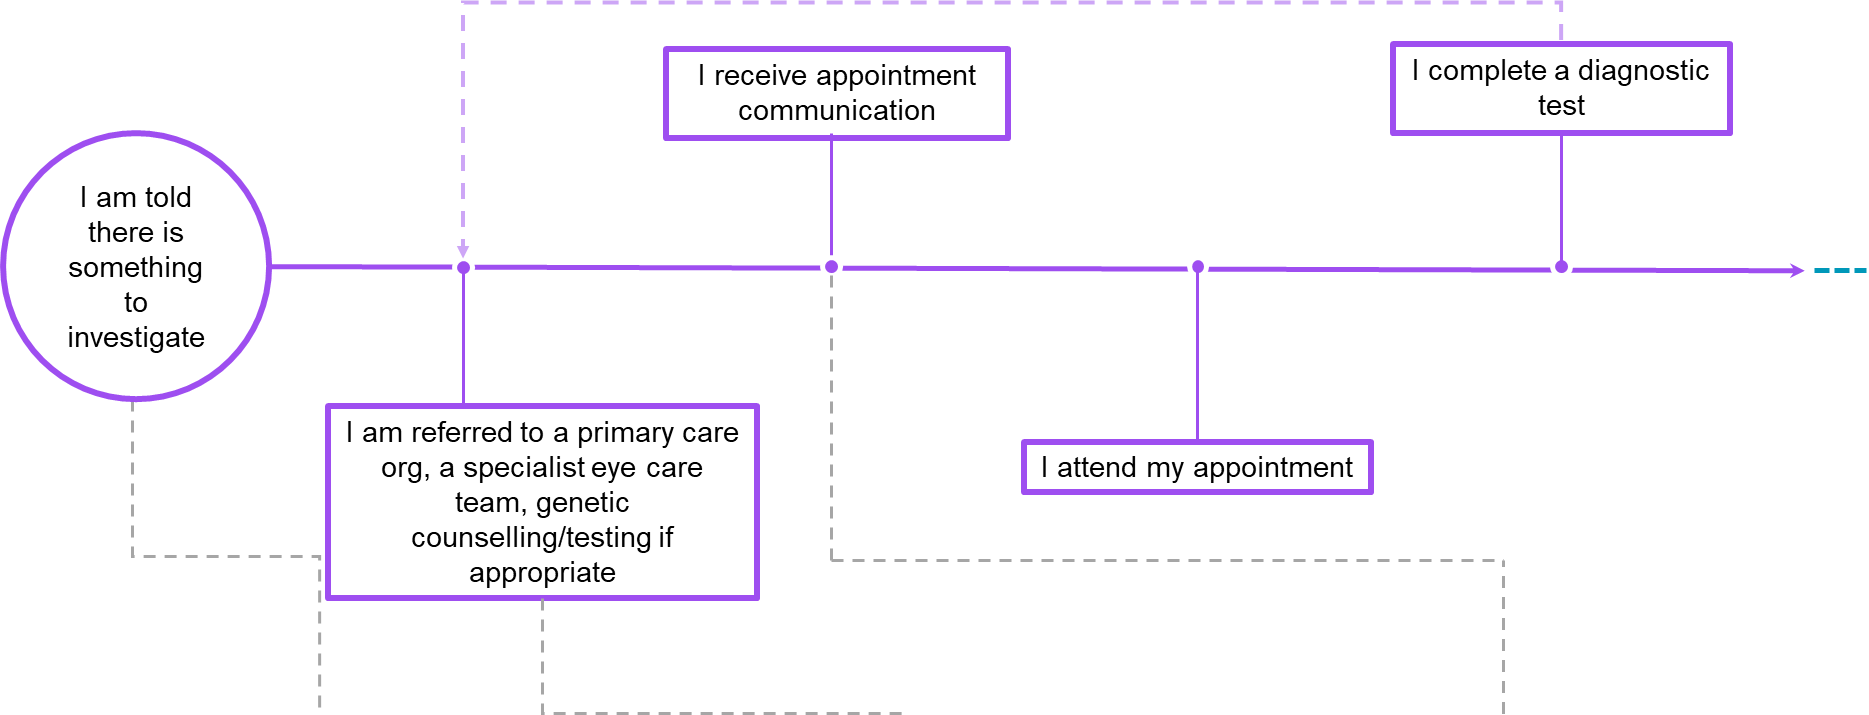 I am told
there is
something
to
investigate
I am referred to a primary care
org, a specialist eye care
team, genetic
counselling/testing if
appropriate
I receive appointment
communication
I attend my appointment
I complete a diagnostic
test